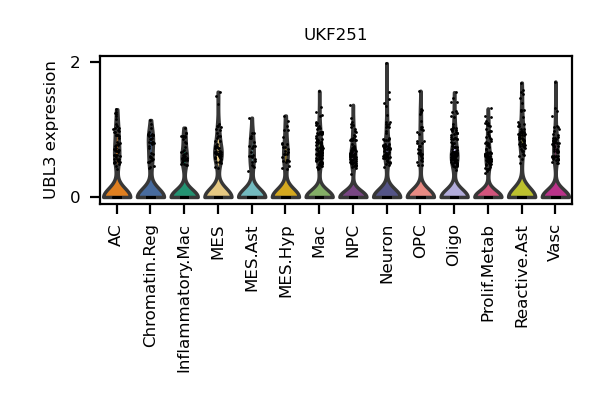 UKF251
UBL3 expression
2
0
AC
Chromatin.Reg
Inflammatory.Mac
MES
MES.Ast
MES.Hyp
Mac
NPC
Neuron
OPC
Oligo
Prolif.Metab
Reactive.Ast
Vasc